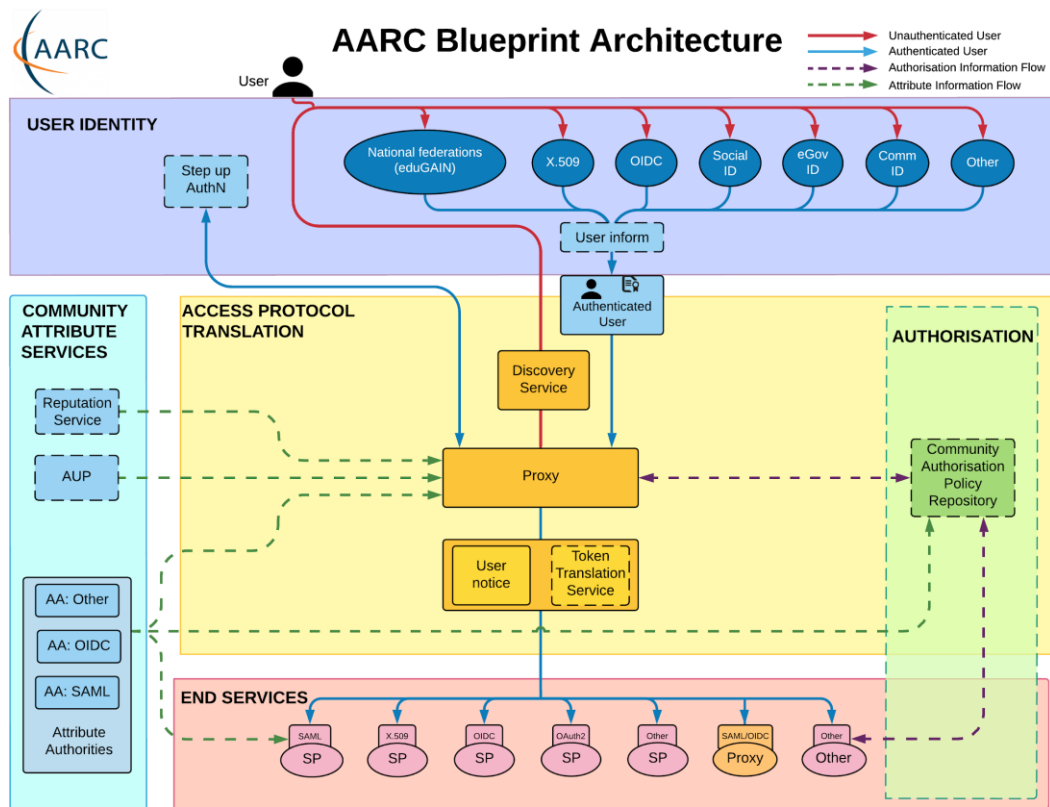 AARC
AARC Blueprint Architecture
Unauthenticated User
Authenticated User
Authorisation Information Flow
Attribute Information Flow
User
USER IDENTITY
National federations
(eduGAIN)
X.509
OIDC
Social
ID
eGov
ID
Comm
ID
Other
Step up
AuthN
User inform
Authenticated
User
COMMUNITY
ATTRIBUTE
SERVICES
ACCESS PROTOCOL
TRANSLATION
AUTHORISATION
Discovery
Service
Reputation
Service
AUP
Proxy
Community
Authorisation
Policy
Repository
User
notice
Token
Translation
Service
AA: Other
AA: OIDC
AA: SAML
Attribute
Authorities
END SERVICES
SAML
SP
X.509
SP
OIDC
SP
OAuth2
SP
Other
SP
SAML/OIDC
Proxy
Other
Other